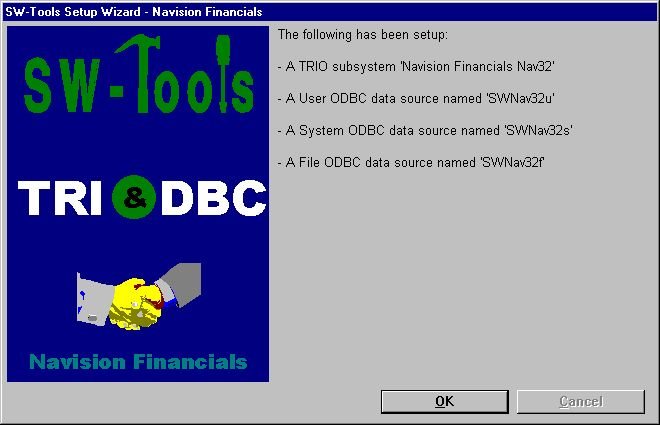 SW-Tools Setup Wizard - Navision Financials
SW-Tools
TRI&DBC
Navision Financials
The following has been setup:
- A TRIO subsystem 'Navision Financials Nav32'
- A User ODBC data source named 'SWNav32u'
- A System ODBC data source named 'SWNav32s'
- A File ODBC data source named 'SWNav32f'
OK
Cancel